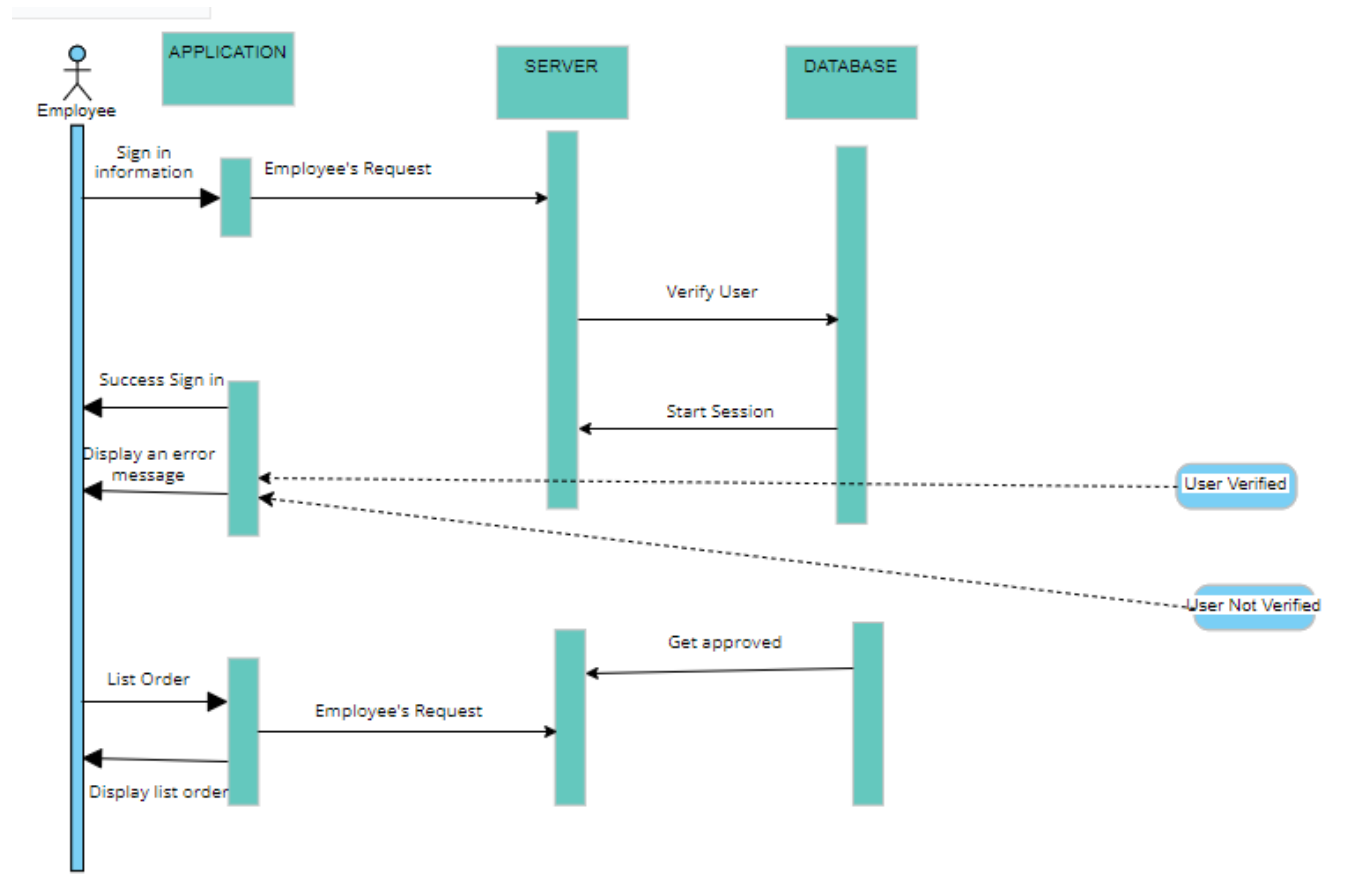 APPLICATION
SERVER
DATABASE
Employee
Sign in
information
Employee's Request
Verify User
Success Sign in
Start Session
Display an error
message
User Verified
User Not Verified
Get approved
List Order
Employee's Request
Display list order